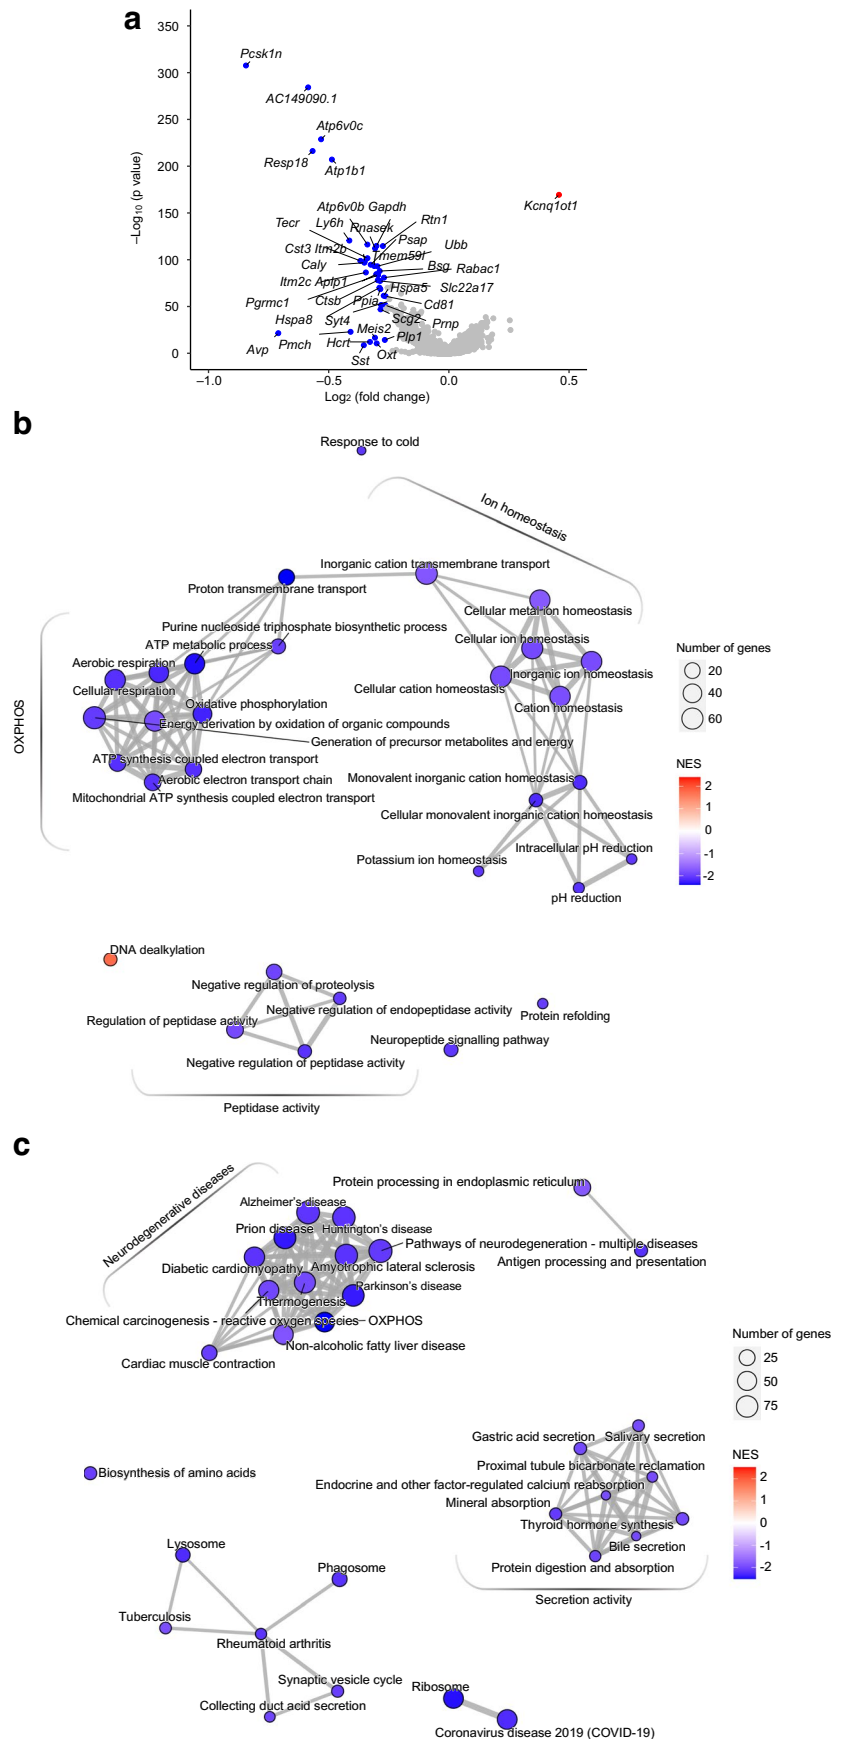 a
350
300
250
200
150
100
50
0
–Log10 (p value)
Pcsk1n
AC149090.1
Atp6v0c
Resp18
Atp1b1
Kcnq1ot1
Atp6v0b Gapdh
Tecr Ly6h Rnasek Rtn1
Cst3 Itm2b Tmem59l Psap Ubb
Caly Bsg Rabac1
Itm2c Aplp1 Hspa5 Slc22a17
Pgrmc1 Ctsb Ppia Cd81
Hspa8 Syt4 Scg2 Prnp
Avp Pmch Hcrt Meis2 Plp1
Sst Oxt
–1.0 –0.5 0.0 0.5
Log2 (fold change)
b
Response to cold
Ion homeostasis
Inorganic cation transmembrane transport
Proton transmembrane transport
Cellular metal ion homeostasis
Purine nucleoside triphosphate biosynthetic process
Cellular ion homeostasis
ATP metabolic process
Aerobic respiration
Inorganic ion homeostasis
Cellular respiration
Cellular cation homeostasis
Oxidative phosphorylation
Cation homeostasis
Energy derivation by oxidation of organic compounds
Generation of precursor metabolites and energy
OXPHOS
ATP synthesis coupled electron transport
Aerobic electron transport chain
Monovalent inorganic cation homeostasis
Mitochondrial ATP synthesis coupled electron transport
Cellular monovalent inorganic cation homeostasis
Intracellular pH reduction
Potassium ion homeostasis
pH reduction
Number of genes
20
40
60
NES
2
1
0
-1
-2
DNA dealkylation
Negative regulation of proteolysis
Negative regulation of endopeptidase activity
Regulation of peptidase activity
Protein refolding
Neuropeptide signalling pathway
Negative regulation of peptidase activity
Peptidase activity
c
Neurodegenerative diseases
Protein processing in endoplasmic reticulum
Alzheimer's disease
Prion disease Huntington's disease
Pathways of neurodegeneration - multiple diseases
Antigen processing and presentation
Diabetic cardiomyopathy Amyotrophic lateral sclerosis
Parkinson's disease
Thermogenesis
Chemical carcinogenesis - reactive oxygen species OXPHOS
Non-alcoholic fatty liver disease
Cardiac muscle contraction
Number of genes
25
50
75
NES
2
1
0
-1
-2
Gastric acid secretion Salivary secretion
Proximal tubule bicarbonate reclamation
Biosynthesis of amino acids
Endocrine and other factor-regulated calcium reabsorption
Mineral absorption
Thyroid hormone synthesis
Bile secretion
Protein digestion and absorption
Secretion activity
Lysosome
Phagosome
Tuberculosis
Rheumatoid arthritis
Synaptic vesicle cycle
Collecting duct acid secretion
Ribosome
Coronavirus disease 2019 (COVID-19)